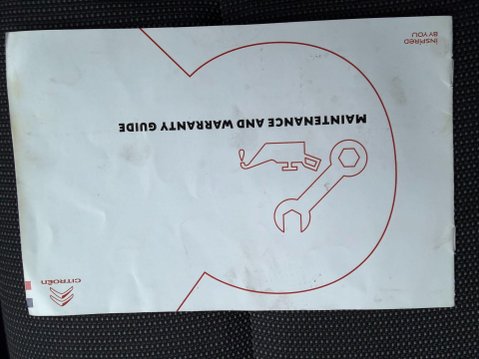 INSPIRED
BY YOU
MAINTENANCE AND WARRANTY GUIDE
CITROËN